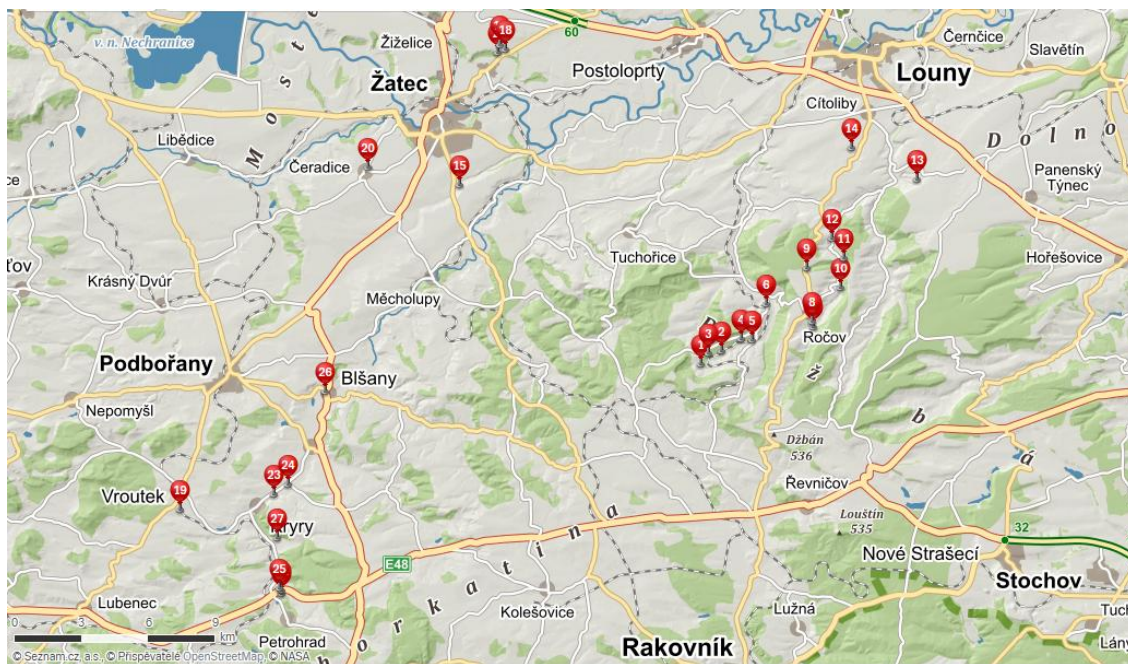 v. n. Nechranice
Žiželice
18
60
Černčice
Slavětín
Postoloprty
Louny
Žatec
Cítoliby
M o s t
Libědice
20
14
D o l n o
Čeradice
15
13
Panenský
Týnec
12
Tuchořice
9
11
Hořešovice
Krásný Dvůr
10
Měcholupy
6
8
4
5
3
2
1
Ročov
Podbořany
26
Blšany
ž
Nepomyšl
b
Džbán
536
á
24
23
Řevničov
Vroutek
19
Louštín
535
27
Kryry
32
Nové Strašecí
E48
25
Stochov
Lubenec
Kolešovice
Lužná
0 3 6 9
km
Petrohrad
Rakovník
Lány
© Seznam.cz, a.s., © Přispěvatelé OpenStreetMap, © NASA